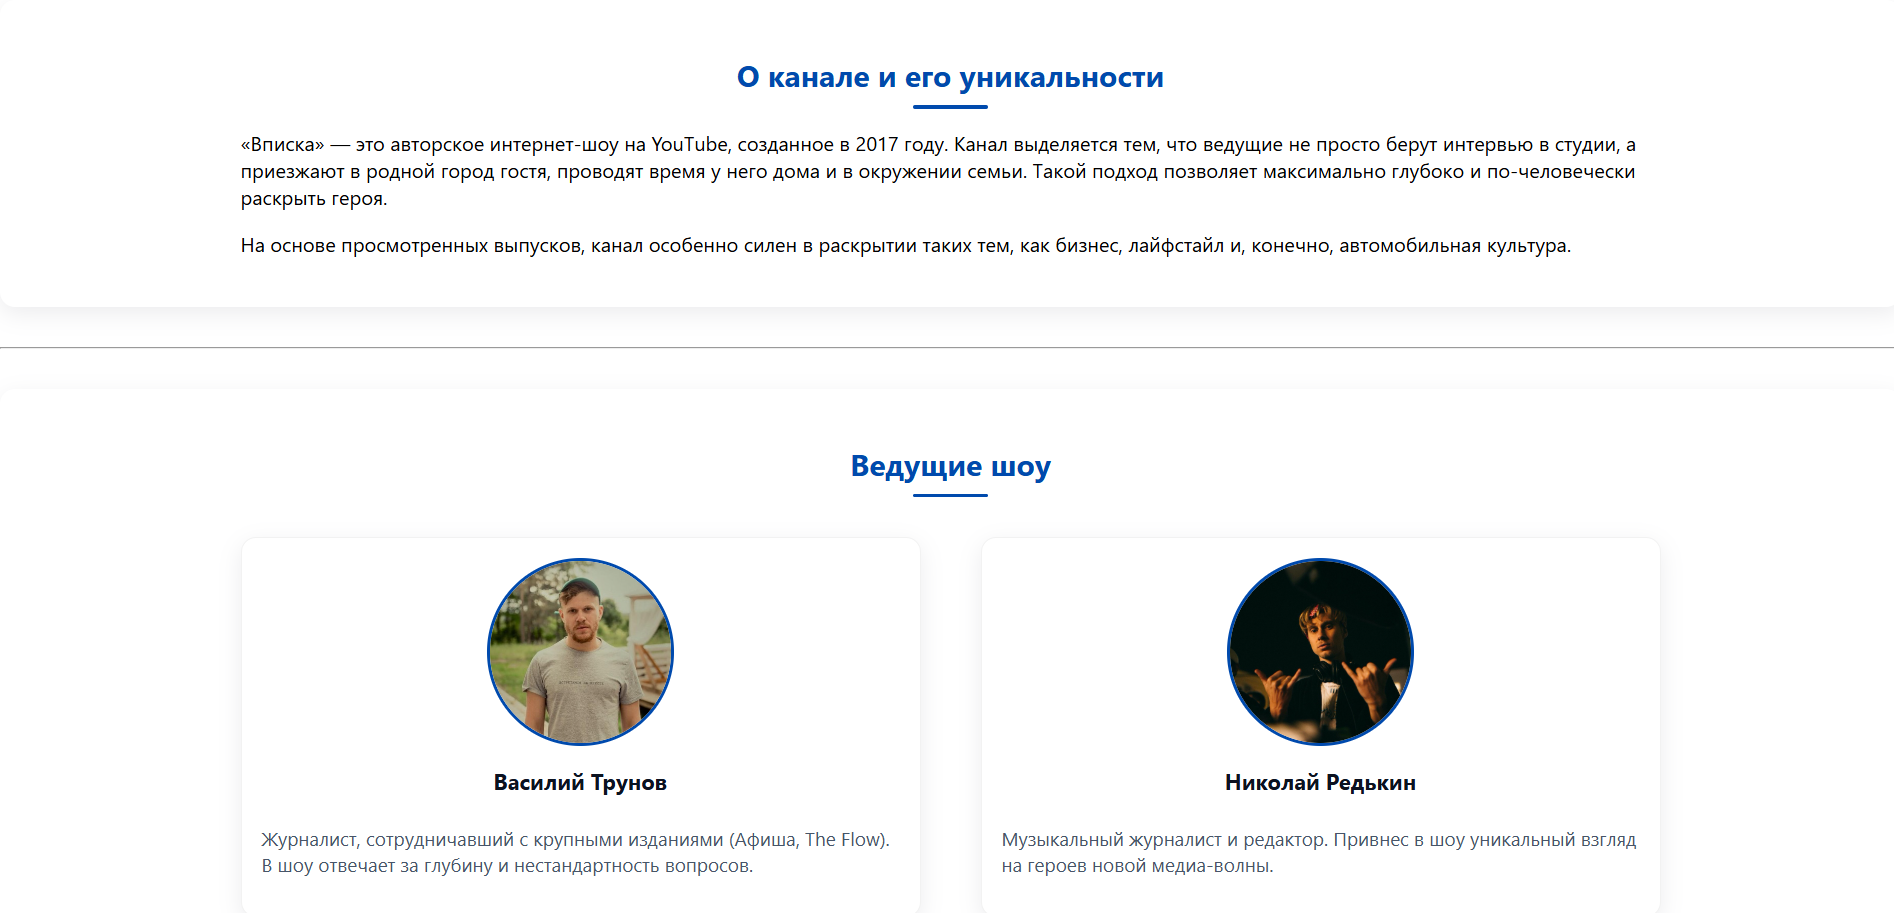 О канале и его уникальности
«Вписка» — это авторское интернет-шоу на YouTube, созданное в 2017 году. Канал выделяется тем, что ведущие не просто берут интервью в студии, а
приезжают в родной город гостя, проводят время у него дома и в окружении семьи. Такой подход позволяет максимально глубоко и по-человечески
раскрыть героя.
На основе просмотренных выпусков, канал особенно силен в раскрытии таких тем, как бизнес, лайфстайл и, конечно, автомобильная культура.
Ведущие шоу
Василий Трунов
Журналист, сотрудничавший с крупными изданиями (Афиша, The Flow).
В шоу отвечает за глубину и нестандартность вопросов.
Николай Редькин
Музыкальный журналист и редактор. Привнес в шоу уникальный взгляд
на героев новой медиа-волны.